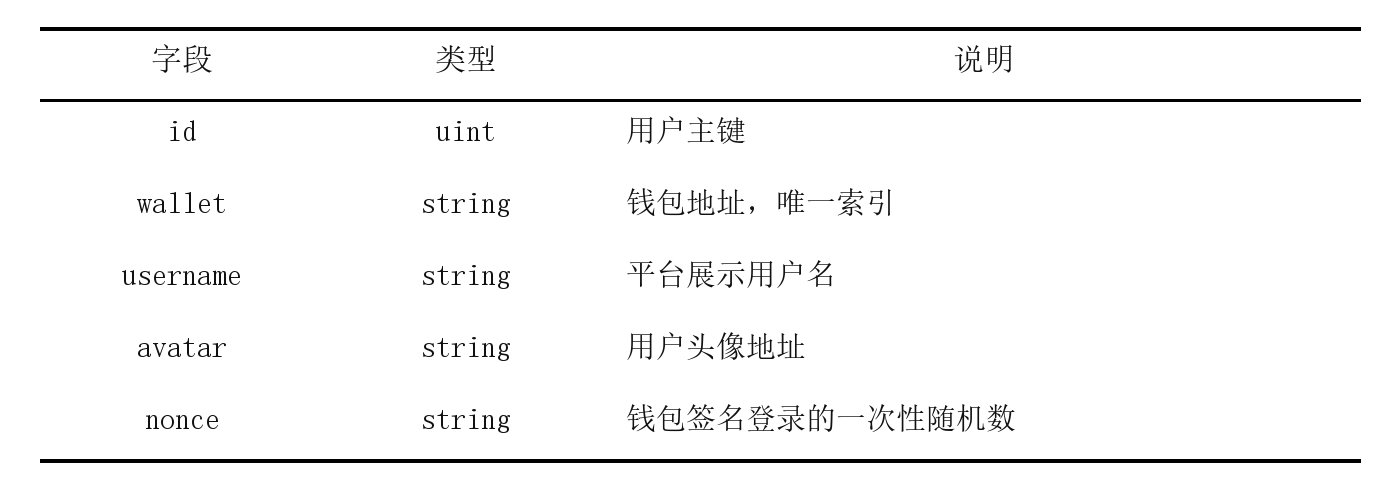 字段 类型 说明
id uint 用户主键
wallet string 钱包地址，唯一索引
username string 平台展示用户名
avatar string 用户头像地址
nonce string 钱包签名登录的一次性随机数